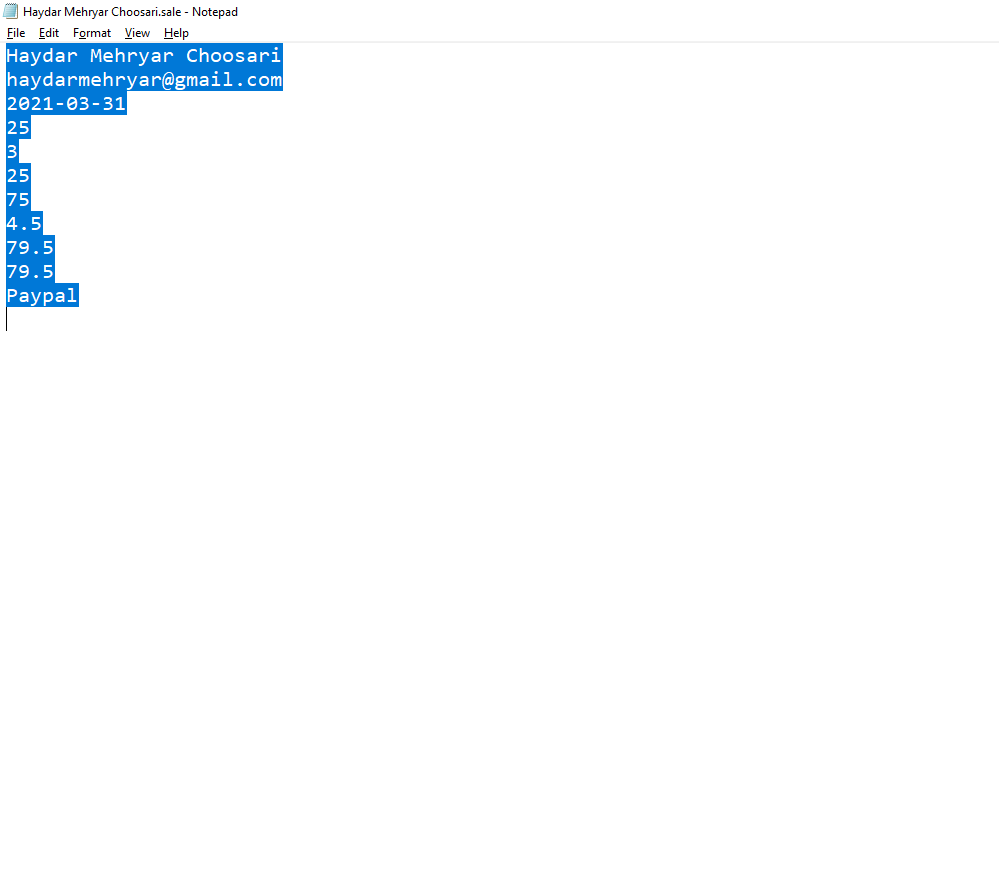 Haydar Mehryar Choosari.sale - Notepad
File Edit Format View Help
Haydar Mehryar Choosari
haydarmehryar@gmail.com
2021-03-31
25
3
25
75
4.5
79.5
79.5
Paypal